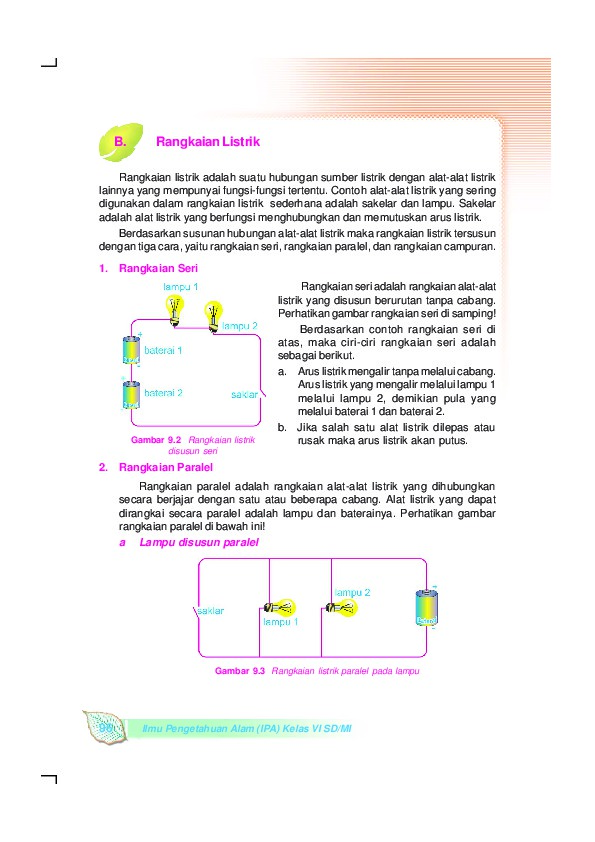 B. Rangkaian Listrik
Rangkaian listrik adalah suatu hubungan sumber listrik dengan alat-alat listrik
lainnya yang mempunyai fungsi-fungsi tertentu. Contoh alat-alat listrik yang sering
digunakan dalam rangkaian listrik sederhana adalah sakelar dan lampu. Sakelar
adalah alat listrik yang berfungsi menghubungkan dan memutuskan arus listrik.
Berdasarkan susunan hubungan alat-alat listrik maka rangkaian listrik tersusun
dengan tiga cara, yaitu rangkaian seri, rangkaian paralel, dan rangkaian campuran.
1. Rangkaian Seri
lampu 1
lampu 2
+
baterai 1
-
+
baterai 2
-
saklar
Gambar 9.2 Rangkaian listrik
disusun seri
Rangkaian seri adalah rangkaian alat-alat
listrik yang disusun berurutan tanpa cabang.
Perhatikan gambar rangkaian seri di samping!
Berdasarkan contoh rangkaian seri di
atas, maka ciri-ciri rangkaian seri adalah
sebagai berikut.
a. Arus listrik mengalir tanpa melalui cabang.
Arus listrik yang mengalir melalui lampu 1
melalui lampu 2, demikian pula yang
melalui baterai 1 dan baterai 2.
b. Jika salah satu alat listrik dilepas atau
rusak maka arus listrik akan putus.
2. Rangkaian Paralel
Rangkaian paralel adalah rangkaian alat-alat listrik yang dihubungkan
secara berjajar dengan satu atau beberapa cabang. Alat listrik yang dapat
dirangkai secara paralel adalah lampu dan baterainya. Perhatikan gambar
rangkaian paralel di bawah ini!
a Lampu disusun paralel
saklar
lampu 1
lampu 2
+
-
Gambar 9.3 Rangkaian listrik paralel pada lampu
Ilmu Pengetahuan Alam (IPA) Kelas VI SD/MI